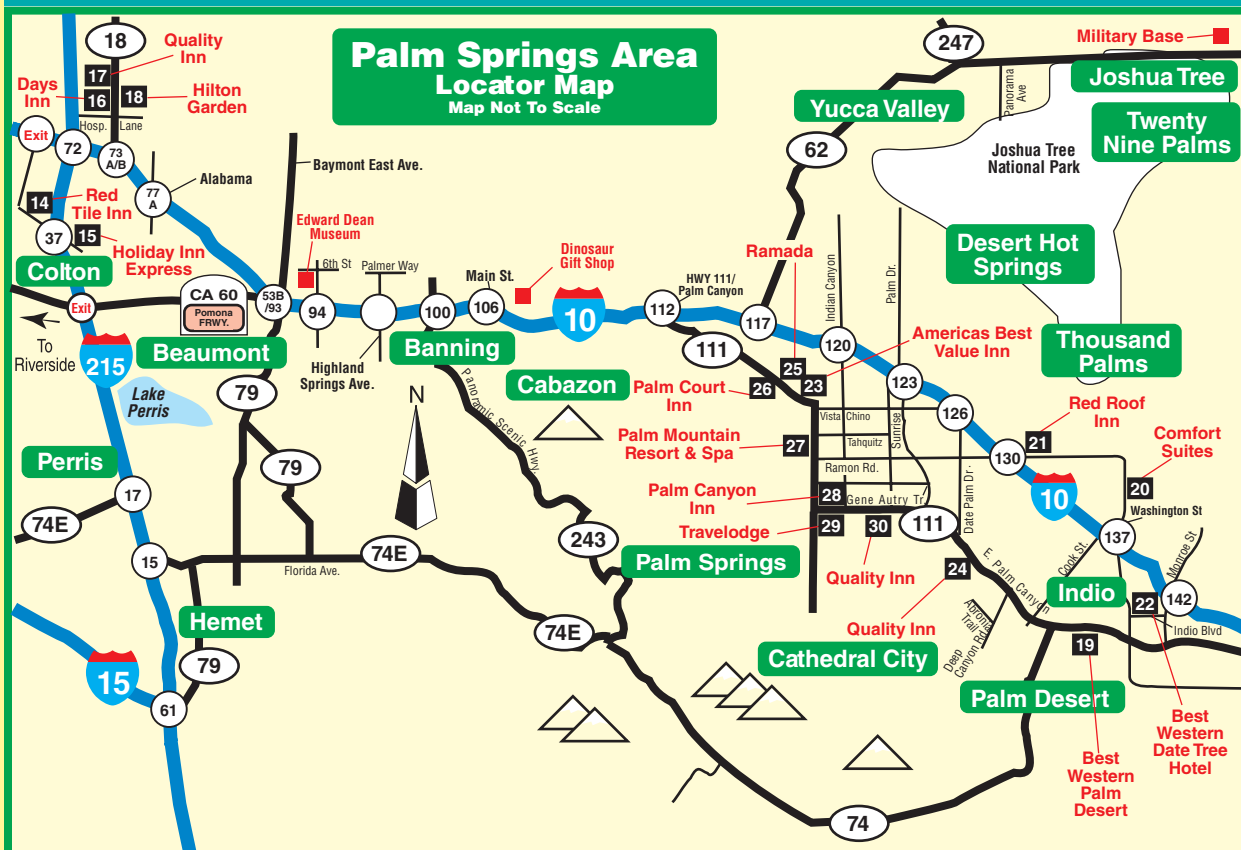 Palm Springs Area
Locator Map
Map Not To Scale
18
Quality
Inn
17
Days
Inn
16
18
Hilton
Garden
Hosp. Lane
Exit
72
73
A/B
77
A
Alabama
14
Red
Tile Inn
37
15
Holiday Inn
Express
Colton
Exit
To
Riverside
215
CA 60
Pomona
FRWY.
Beaumont
Lake
Perris
Perris
17
74E
15
Hemet
79
15
61
Baymont East Ave.
Edward Dean
Museum
6th St
Palmer Way
53B
/93
94
Highland
Springs Ave.
100
Main St.
106
Dinosaur
Gift Shop
10
Banning
Cabazon
79
79
Florida Ave.
74E
N
Panoramic Scenic Hwy.
243
74E
74
247
Military Base
Joshua Tree
Panorama
Ave
Yucca Valley
Twenty
Nine Palms
Joshua Tree
National Park
62
Desert Hot
Springs
Thousand
Palms
Ramada
Indian Canyon
Palm Dr.
HWY 111/
Palm Canyon
112
117
111
120
Americas Best
Value Inn
25
23
26
Palm Court
Inn
123
126
Vista Chino
Sunrise
Tahquitz
27
Palm Mountain
Resort & Spa
Ramon Rd.
Red Roof
Inn
21
130
Comfort
Suites
20
10
Palm Canyon
Inn
28
Gene Autry Tr
Date Palm Dr.
Travelodge
29
30
111
Washington St
137
Palm Springs
Quality Inn
24
Quality Inn
E. Palm Canyon
Cook St.
Monroe St
Indio
22
142
Indio Blvd
Abronia
Trail
Deep
Canyon Rd.
19
Cathedral City
Palm Desert
Best
Western
Palm
Desert
Best
Western
Date Tree
Hotel